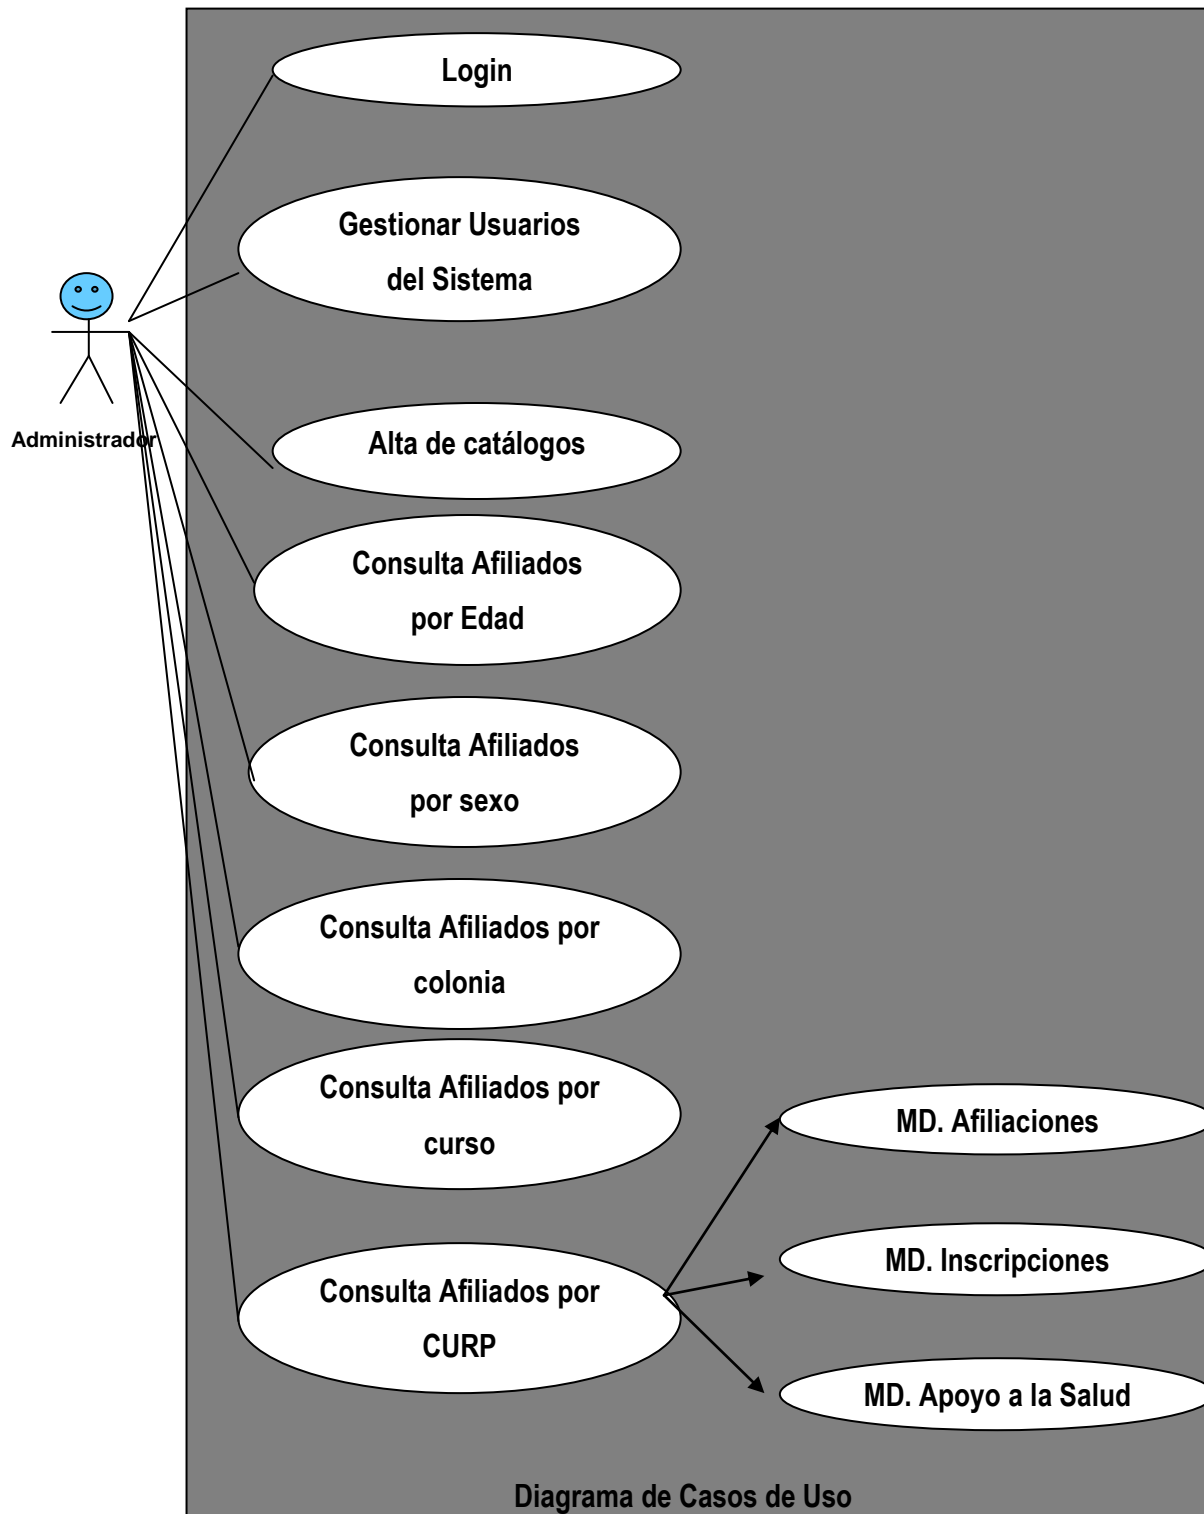 Login
Gestionar Usuarios
del Sistema
Administrador
Alta de catálogos
Consulta Afiliados
por Edad
Consulta Afiliados
por sexo
Consulta Afiliados por
colonia
Consulta Afiliados por
curso
MD. Afiliaciones
MD. Inscripciones
Consulta Afiliados por
CURP
MD. Apoyo a la Salud
Diagrama de Casos de Uso